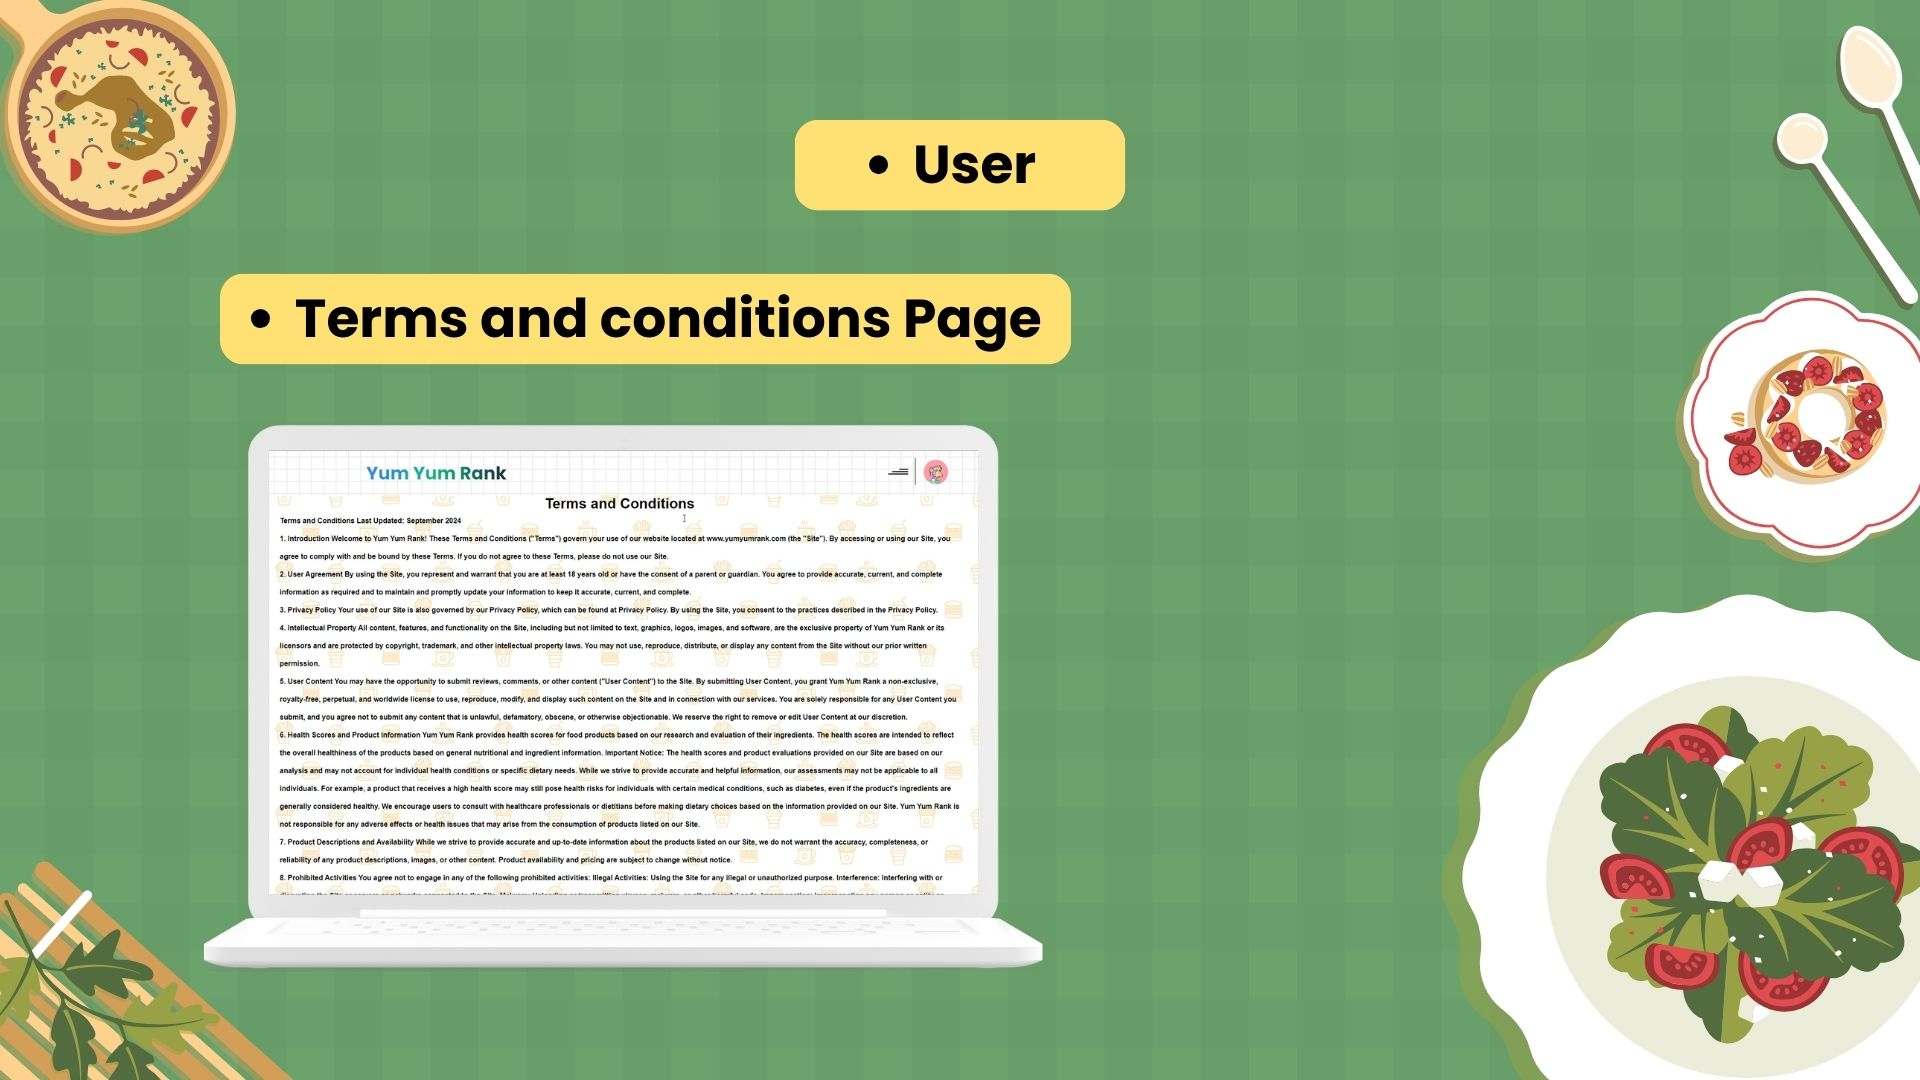 • User
• Terms and conditions Page
Yum Yum Rank
Terms and Conditions
Terms and Conditions Last Updated: September 2024
1. Introduction Welcome to Yum Yum Rank! These Terms and Conditions ("Terms") govern your use of our website located at www.yumyumrank.com (the "Site"). By accessing or using our Site, you
agree to comply with and be bound by these Terms. If you do not agree to these Terms, please do not use our Site.
2. User Agreement By using the Site, you represent and warrant that you are at least 18 years old or have the consent of a parent or guardian. You agree to provide accurate, current, and complete
information as required and to maintain and promptly update your information to keep it accurate, current, and complete.
3. Privacy Policy Your use of our Site is also governed by our Privacy Policy, which can be found at Privacy Policy. By using the Site, you consent to the practices described in the Privacy Policy.
4. Intellectual Property All content, features, and functionality on the Site, including but not limited to text, graphics, logos, images, and software, are the exclusive property of Yum Yum Rank or its
licensors and are protected by copyright, trademark, and other intellectual property laws. You may not use, reproduce, distribute, or display any content from the Site without our prior written
permission.
5. User Content You may have the opportunity to submit reviews, comments, or other content ("User Content") to the Site. By submitting User Content, you grant Yum Yum Rank a non-exclusive,
royalty-free, perpetual, and worldwide license to use, reproduce, modify, and display such content on the Site and in connection with our services. You are solely responsible for any User Content you
submit, and you agree not to submit any content that is unlawful, defamatory, obscene, or otherwise objectionable. We reserve the right to remove or edit User Content at our discretion.
6. Health Scores and Product Information Yum Yum Rank provides health scores for food products based on our research and evaluation of their ingredients. The health scores are intended to reflect
the overall healthiness of the products based on general nutritional and ingredient information. Important Notice: The health scores and product evaluations provided on our Site are based on our
analysis and may not account for individual health conditions or specific dietary needs. While we strive to provide accurate and helpful information, our assessments may not be applicable to all
individuals. For example, a product that receives a high health score may still pose health risks for individuals with certain medical conditions, such as diabetes, even if the product's ingredients are
generally considered healthy. We encourage users to consult with healthcare professionals or dietitians before making dietary choices based on the information provided on our Site. Yum Yum Rank is
not responsible for any adverse effects or health issues that may arise from the consumption of products listed on our Site.
7. Product Descriptions and Availability While we strive to provide accurate and up-to-date information about the products listed on our Site, we do not warrant the accuracy, completeness, or
reliability of any product descriptions, images, or other content. Product availability and pricing are subject to change without notice.
8. Prohibited Activities You agree not to engage in any of the following prohibited activities: Illegal Activities: Using the Site for any illegal or unauthorized purpose. Interference: Interfering with or